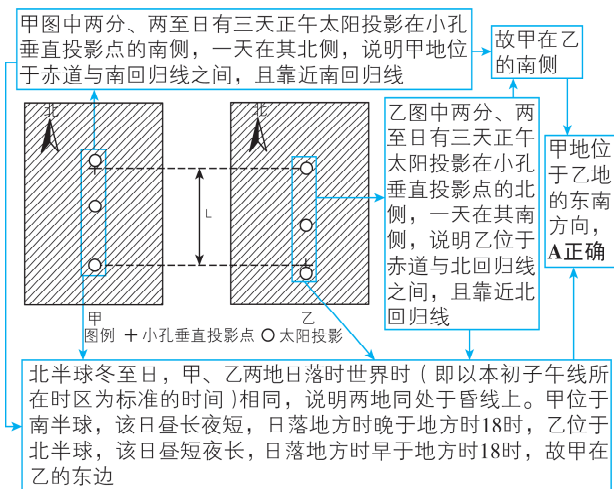 甲图中两分、两至日有三天正午太阳投影在小孔
垂直投影点的南侧，一天在其北侧，说明甲地位
于赤道与南回归线之间，且靠近南回归线
故甲在乙
的南侧
北
北
L
甲
乙
图例 + 小孔垂直投影点 ○ 太阳投影
乙图中两分、两
至日有三天正午
太阳投影在小孔
垂直投影点的北
侧，一天在其南
侧，说明乙位于
赤道与北回归线
之间，且靠近北
回归线
甲地位
于乙地
的东南
方向，
A正确
北半球冬至日，甲、乙两地日落时世界时（即以本初子午线所
在时区为标准的时间）相同，说明两地同处于昏线上。甲位于
南半球，该日昼长夜短，日落地方时晚于地方时18时，乙位于
北半球，该日昼短夜长，日落地方时早于地方时18时，故甲在
乙的东边